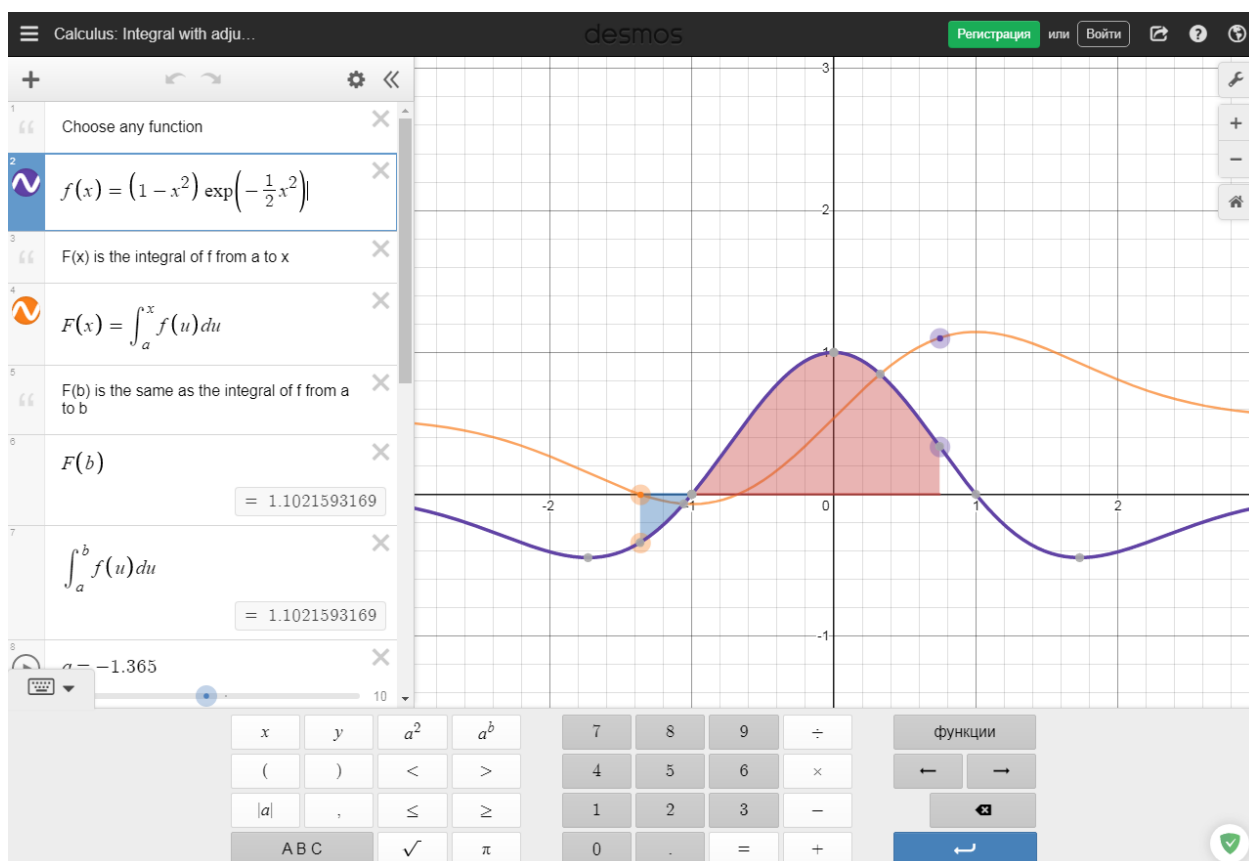 Calculus: Integral with adju…
desmos
Регистрация или Войти
1
Choose any function
2
f(x) = (1 − x²) exp(−½x²)
3
F(x) is the integral of f from a to x
4
F(x) = ∫ₐˣ f(u) du
5
F(b) is the same as the integral of f from a
to b
6
F(b)
= 1.1021593169
7
∫ₐᵇ f(u) du
= 1.1021593169
8
a = −1.365
10
3
2
1
-2
-1
0
1
2
-1
x y a² aᵇ 7 8 9 ÷ функции
( ) < > 4 5 6 × ← →
|a| , ≤ ≥ 1 2 3 −
A B C √ π 0 . = +